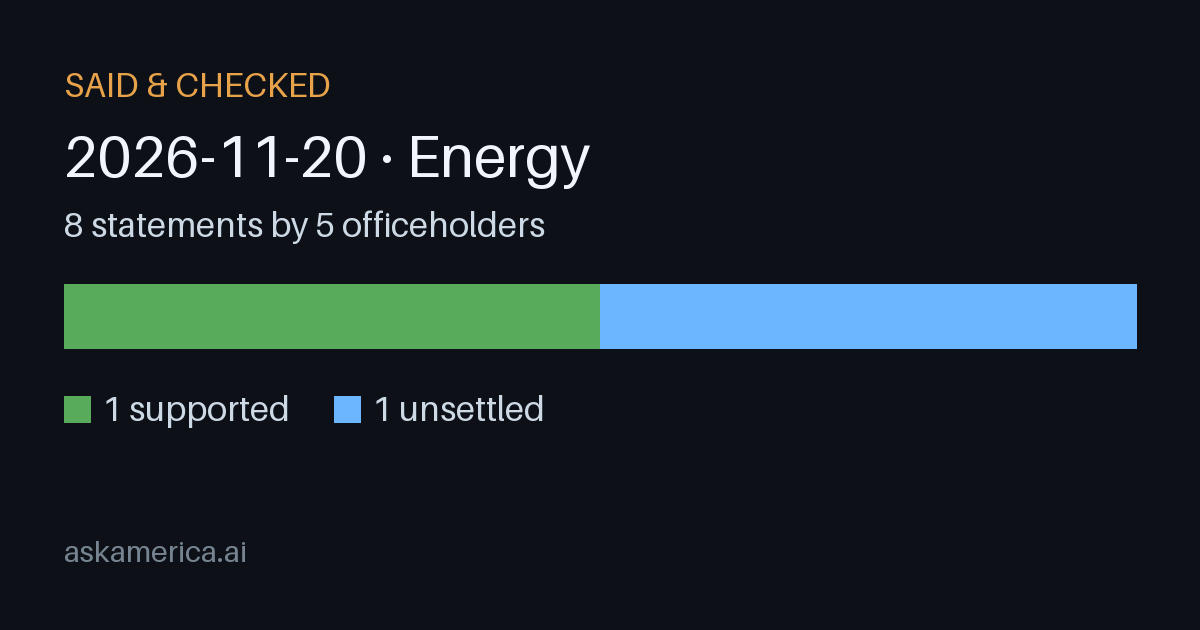 SAID & CHECKED
2026-11-20 · Energy
8 statements by 5 officeholders
1 supported
1 unsettled
askamerica.ai